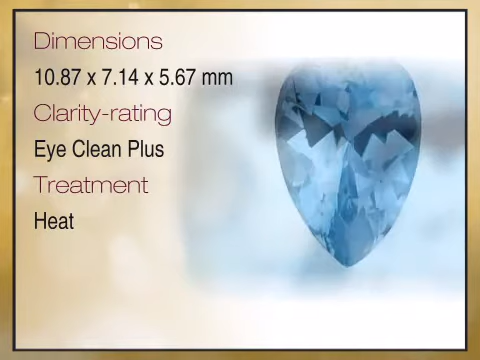 Dimensions
10.87 x 7.14 x 5.67 mm
Clarity-rating
Eye Clean Plus
Treatment
Heat